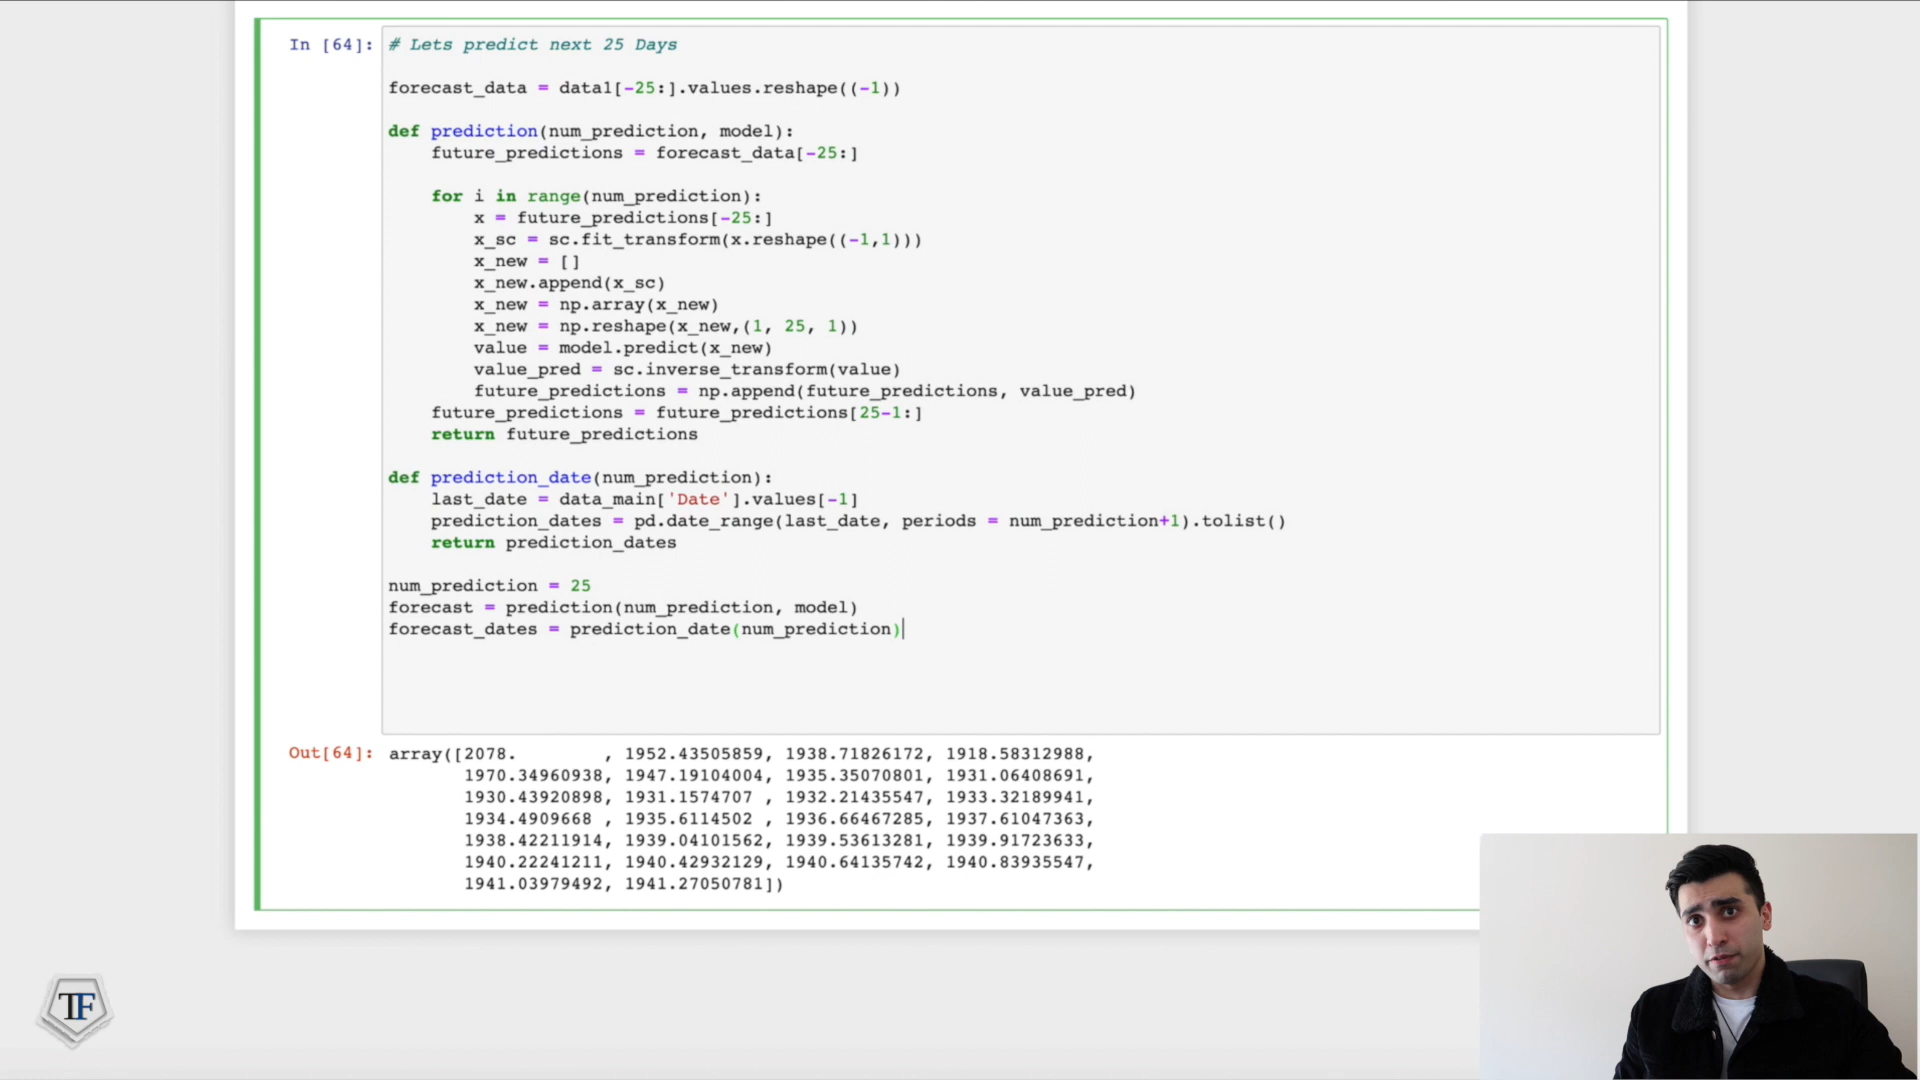 In [64]: # Lets predict next 25 Days
forecast_data = data1[-25:].values.reshape((-1))
def prediction(num_prediction, model):
    future_predictions = forecast_data[-25:]
    for i in range(num_prediction):
        x = future_predictions[-25:]
        x_sc = sc.fit_transform(x.reshape((-1,1)))
        x_new = []
        x_new.append(x_sc)
        x_new = np.array(x_new)
        x_new = np.reshape(x_new,(1, 25, 1))
        value = model.predict(x_new)
        value_pred = sc.inverse_transform(value)
        future_predictions = np.append(future_predictions, value_pred)
    future_predictions = future_predictions[25-1:]
    return future_predictions
def prediction_date(num_prediction):
    last_date = data_main['Date'].values[-1]
    prediction_dates = pd.date_range(last_date, periods = num_prediction+1).tolist()
    return prediction_dates
num_prediction = 25
forecast = prediction(num_prediction, model)
forecast_dates = prediction_date(num_prediction)
Out[64]: array([2078.        , 1952.43505859, 1938.71826172, 1918.58312988,
1970.34960938, 1947.19104004, 1935.35070801, 1931.06408691,
1930.43920898, 1931.1574707 , 1932.21435547, 1933.32189941,
1934.4909668 , 1935.6114502 , 1936.66467285, 1937.61047363,
1938.42211914, 1939.04101562, 1939.53613281, 1939.91723633,
1940.22241211, 1940.42932129, 1940.64135742, 1940.83935547,
1941.03979492, 1941.27050781])
TF